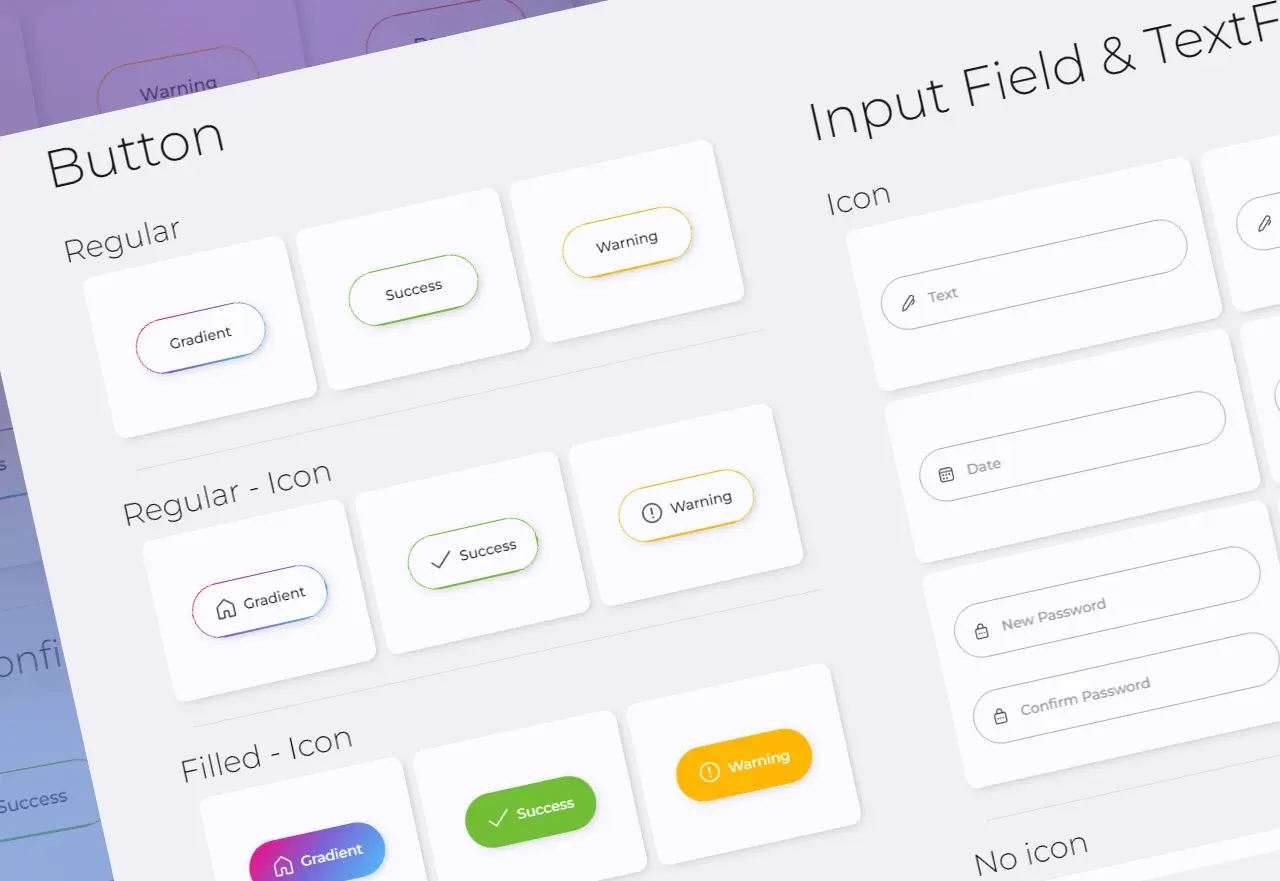 Warning
Button
Regular
Gradient
Success
Warning
Regular - Icon
Gradient
Success
Warning
Filled - Icon
Gradient
Success
Warning
Input Field & TextF
Icon
Text
Date
New Password
Confirm Password
No icon
onfi
Success